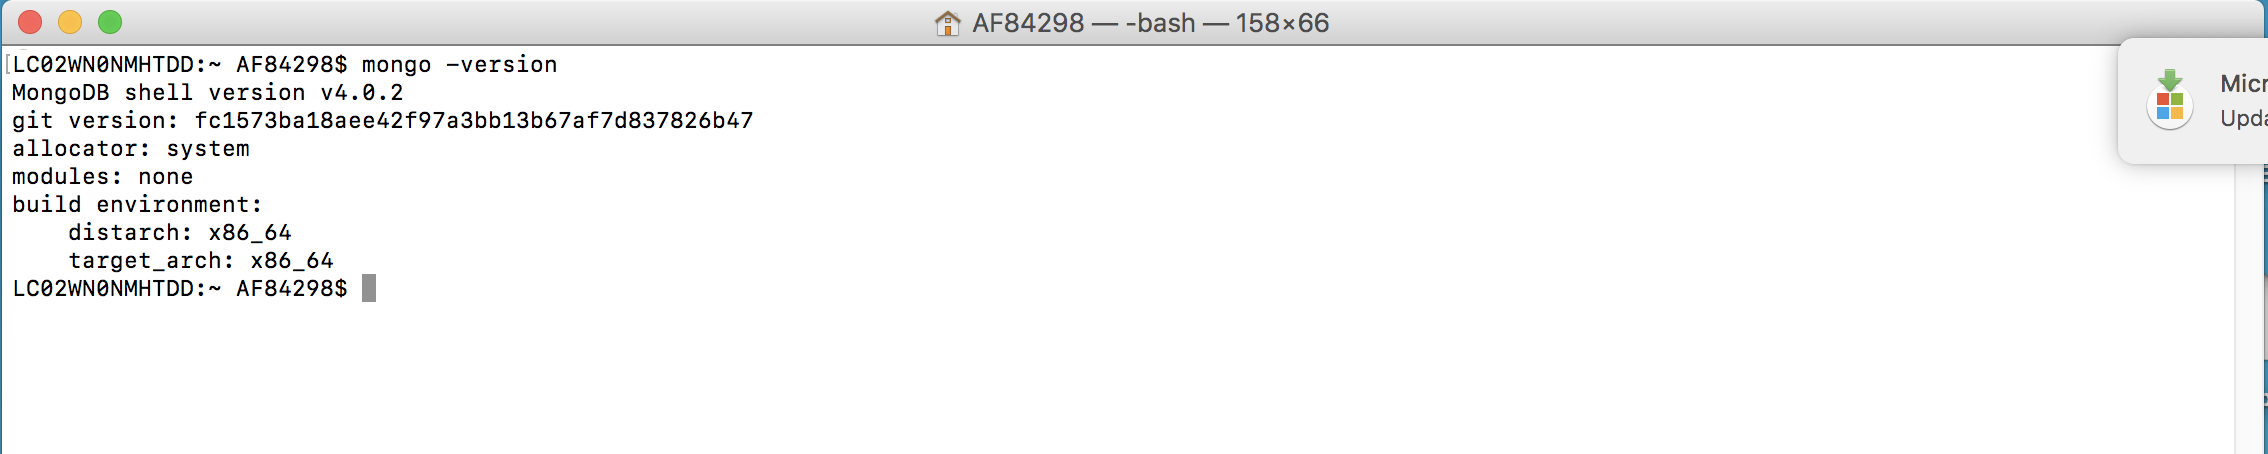 AF84298 — -bash — 158×66
LC02WN0NMHTDD:~ AF84298$ mongo -version
MongoDB shell version v4.0.2
git version: fc1573ba18aee42f97a3bb13b67af7d837826b47
allocator: system
modules: none
build environment:
    distarch: x86_64
    target_arch: x86_64
LC02WN0NMHTDD:~ AF84298$
Micr
Upda